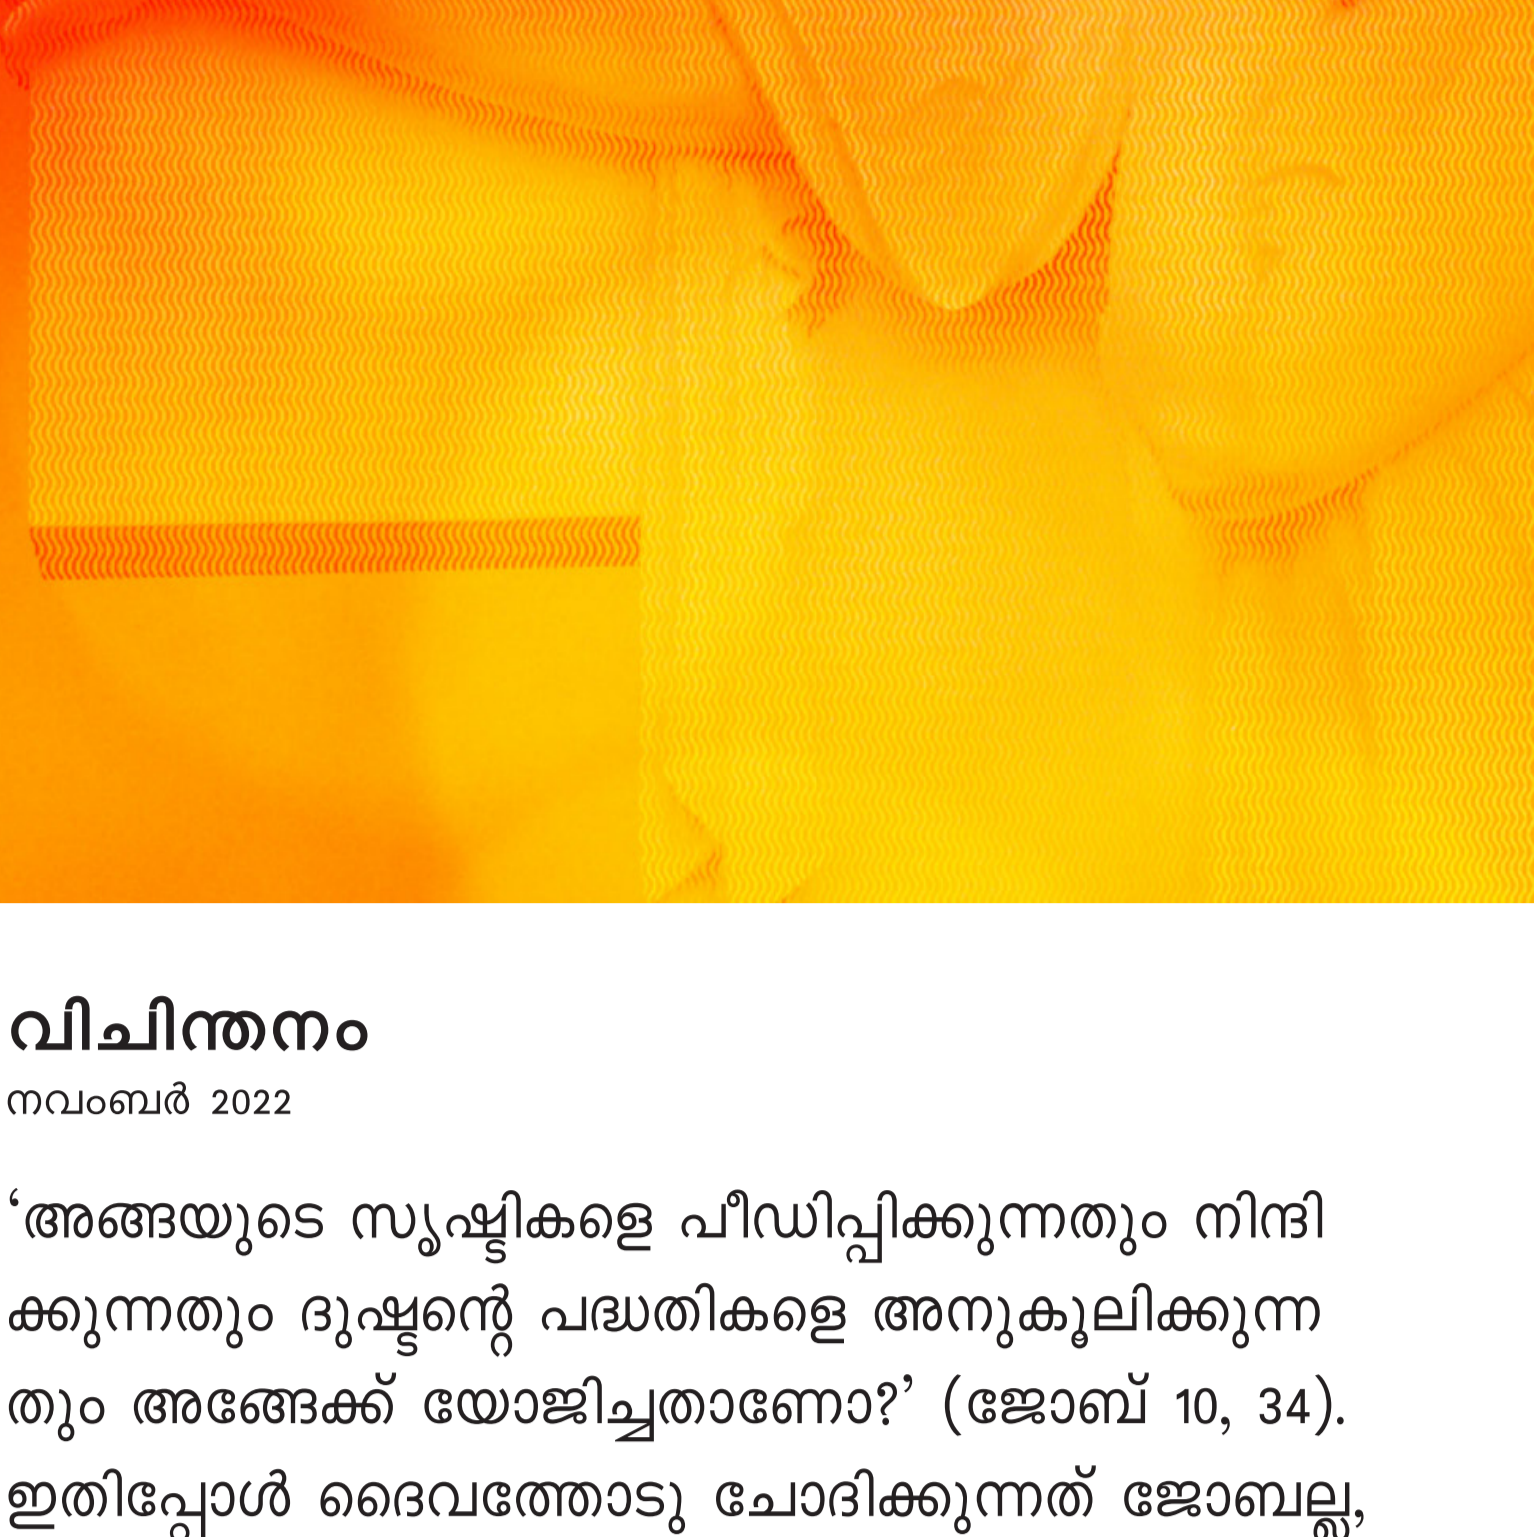 വിചിന്തനം
നവംബർ 2022
‘അങ്ങയുടെ സൃഷ്ടികളെ പീഡിപ്പിക്കുന്നതും നിന്ദി
ക്കുന്നതും ദുഷ്ടന്റെ പദ്ധതികളെ അനുകൂലിക്കുന്ന
തും അങ്ങേക്ക് യോജിച്ചതാണോ?’ (ജോബ് 10, 34).
ഇതിപ്പോൾ ദൈവത്തോടു ചോദിക്കുന്നത് ജോബല്ല,